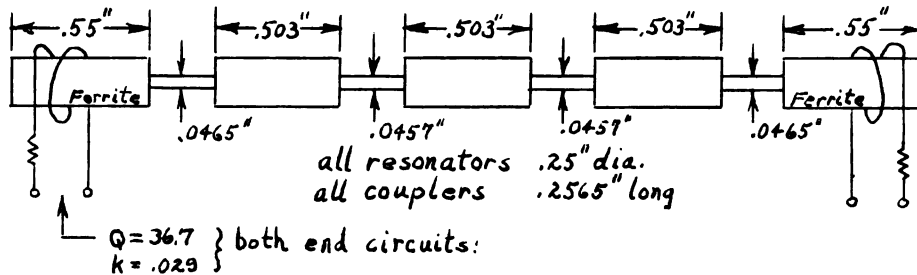 .55" .503" .503" .503" .55"
Ferrite Ferrite
.0465" .0457" .0457" .0465"
all resonators .25" dia.
all couplers .2565" long
Q = 36.7
k = .029 } both end circuits: